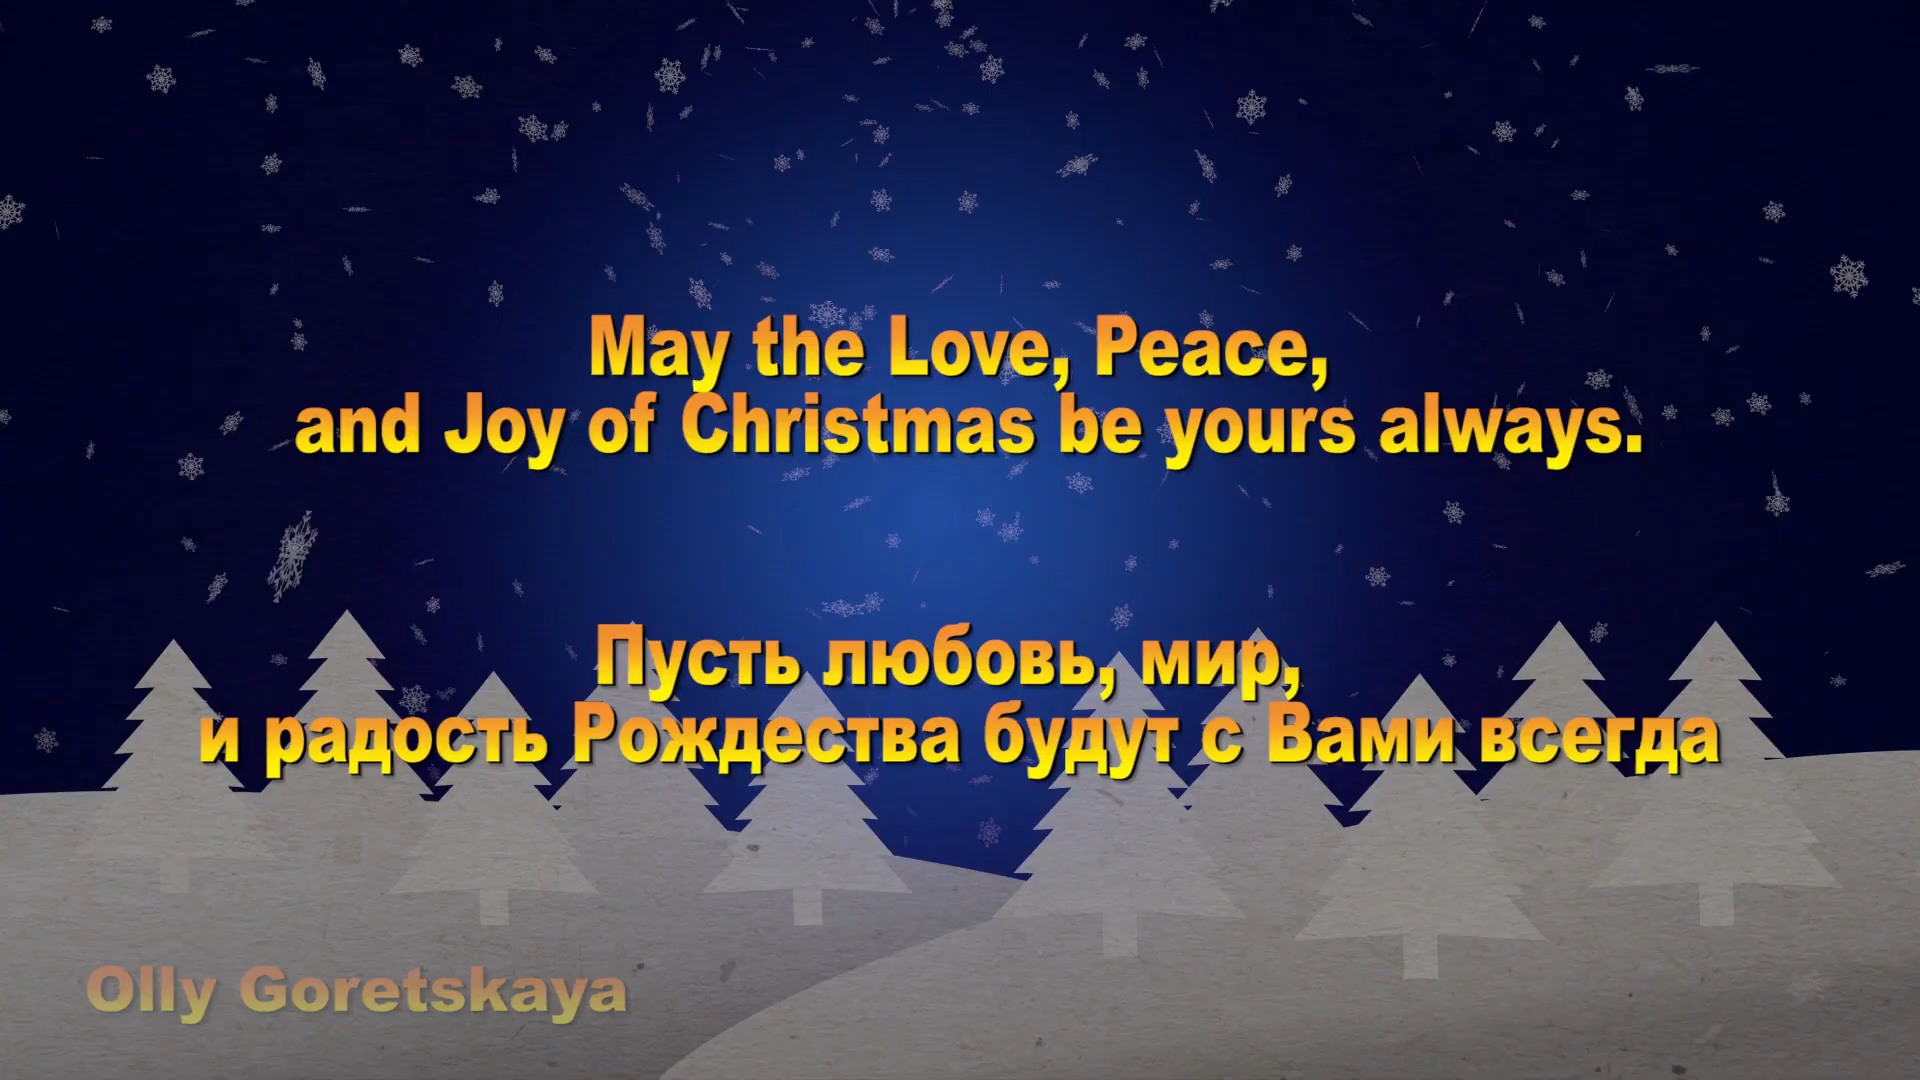 May the Love, Peace,
and Joy of Christmas be yours always.
Пусть любовь, мир,
и радость Рождества будут с Вами всегда
Olly Goretskaya